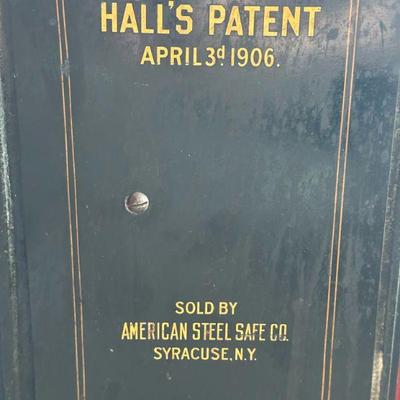 HALL'S PATENT
APRIL 3d 1906.
SOLD BY
AMERICAN STEEL SAFE CO.
SYRACUSE, N.Y.